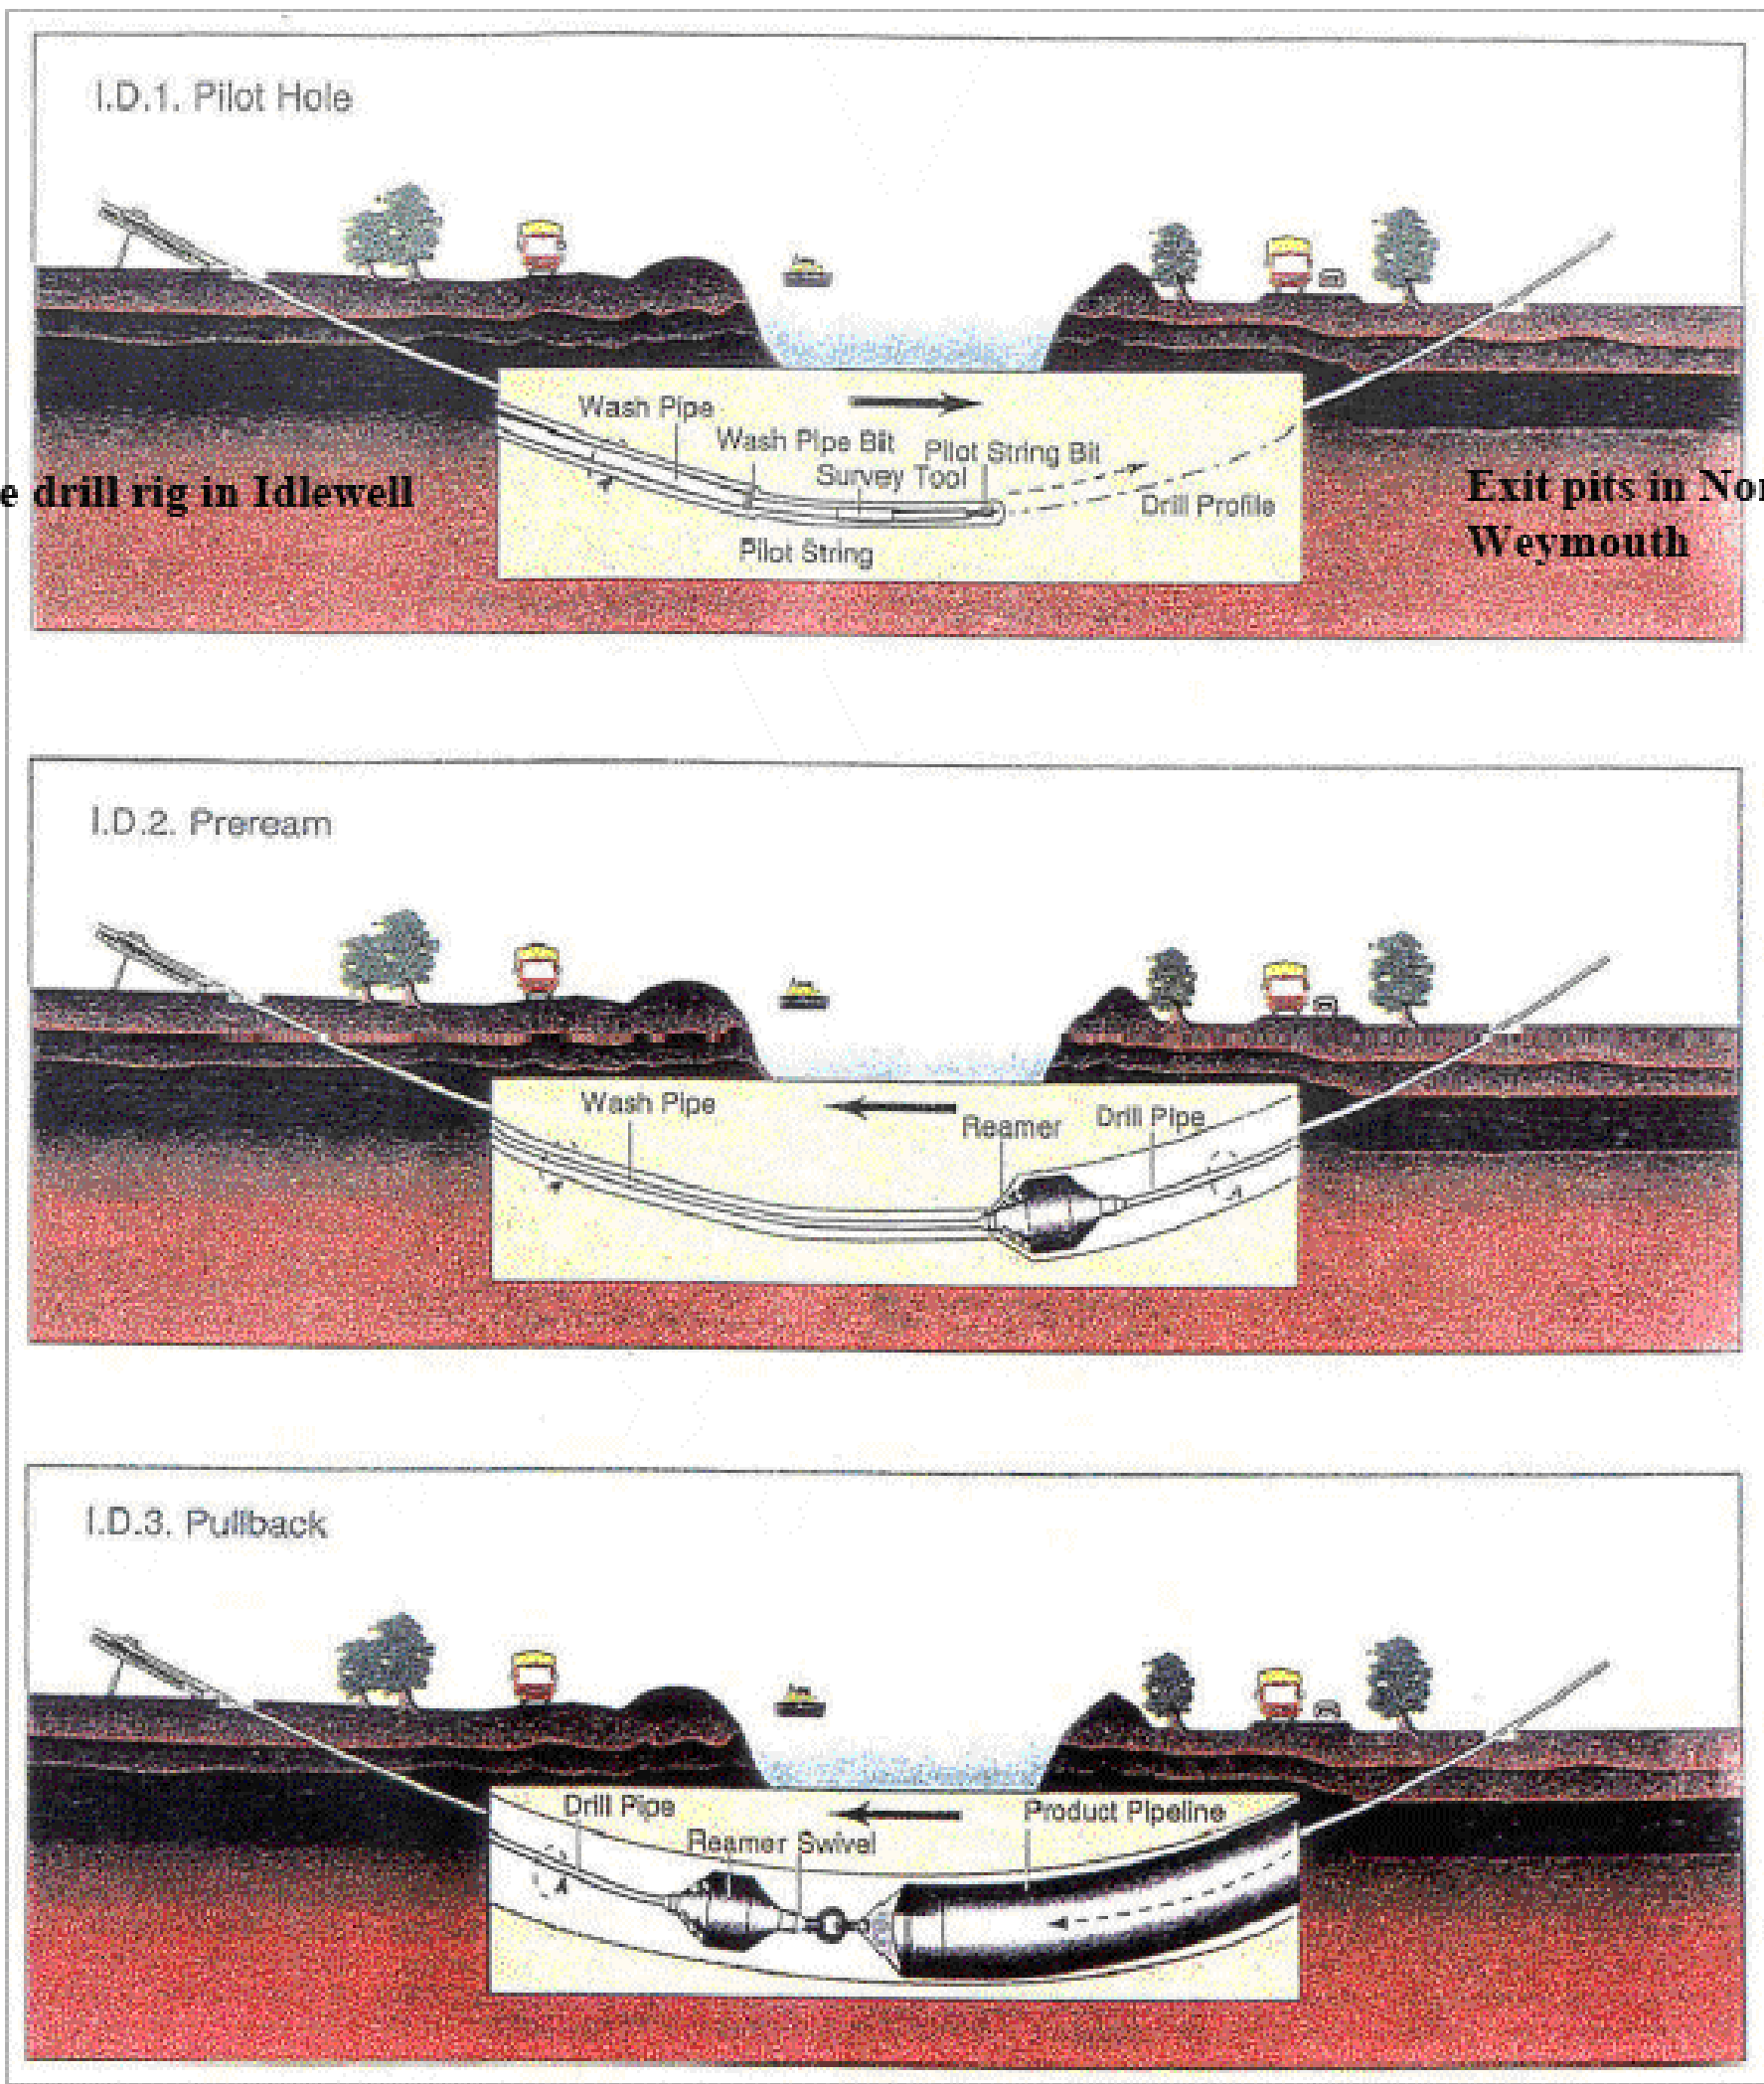 I.D.1. Pilot Hole
Wash Pipe
Wash Pipe Bit
Pilot String Bit
Survey Tool
Drill Profile
Pilot String
e drill rig in Idlewell
Exit pits in Nor
Weymouth
I.D.2. Preream
Wash Pipe
Reamer
Drill Pipe
I.D.3. Pullback
Drill Pipe
Product Pipeline
Reamer Swivel